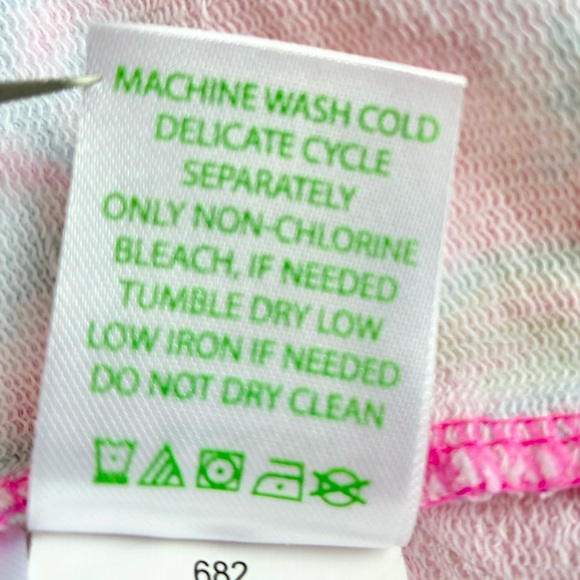 MACHINE WASH COLD
DELICATE CYCLE
SEPARATELY
ONLY NON-CHLORINE
BLEACH, IF NEEDED
TUMBLE DRY LOW
LOW IRON IF NEEDED
DO NOT DRY CLEAN
682